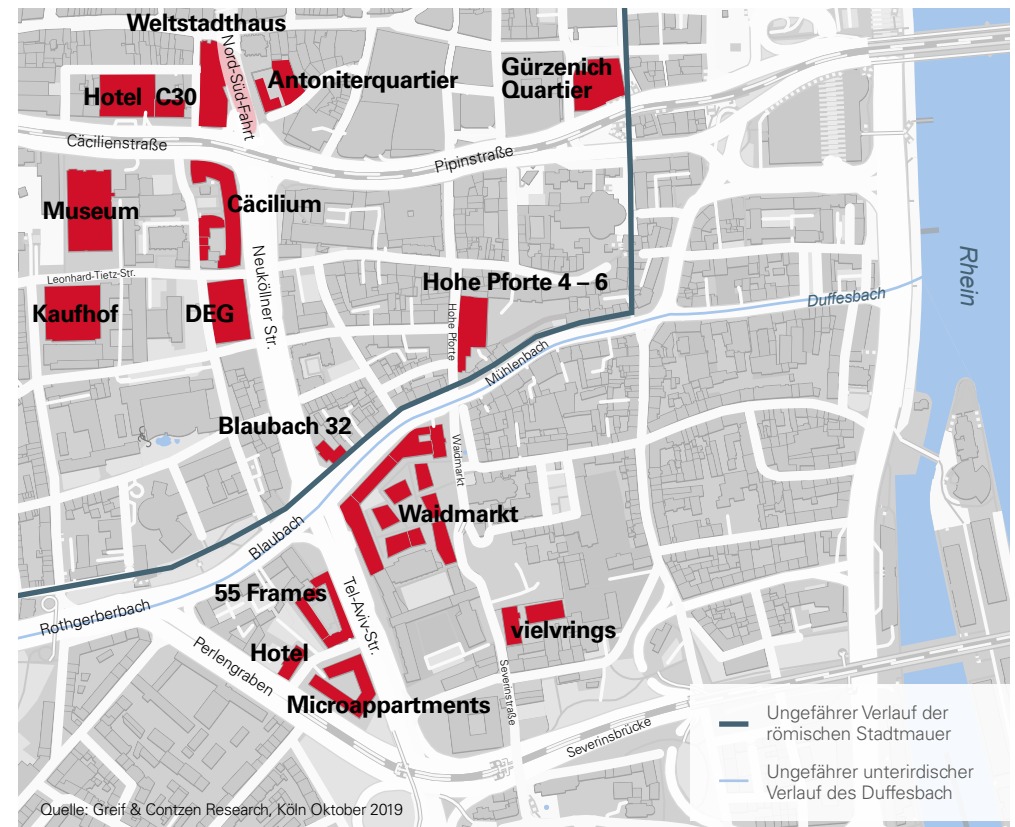 Weltstadthaus
Nord-Süd-Fahrt
Antoniterquartier
Gürzenich
Quartier
Hotel C30
Cäcilienstraße
Pipinstraße
Museum
Cäcilium
Neuköllner Str.
Leonhard-Tietz-Str.
Kaufhof
DEG
Hohe Pforte 4 – 6
Hohe Pforte
Duffesbach
Rhein
Mühlenbach
Blaubach 32
Waidmarkt
Waidmarkt
Blaubach
55 Frames
Tel-Aviv-Str.
Rothgerberbach
Perlengraben
Hotel
vielvrings
Microappartments
Severinstraße
Severinsbrücke
Ungefährer Verlauf der
römischen Stadtmauer
Ungefährer unterirdischer
Verlauf des Duffesbach
Quelle: Greif & Contzen Research, Köln Oktober 2019